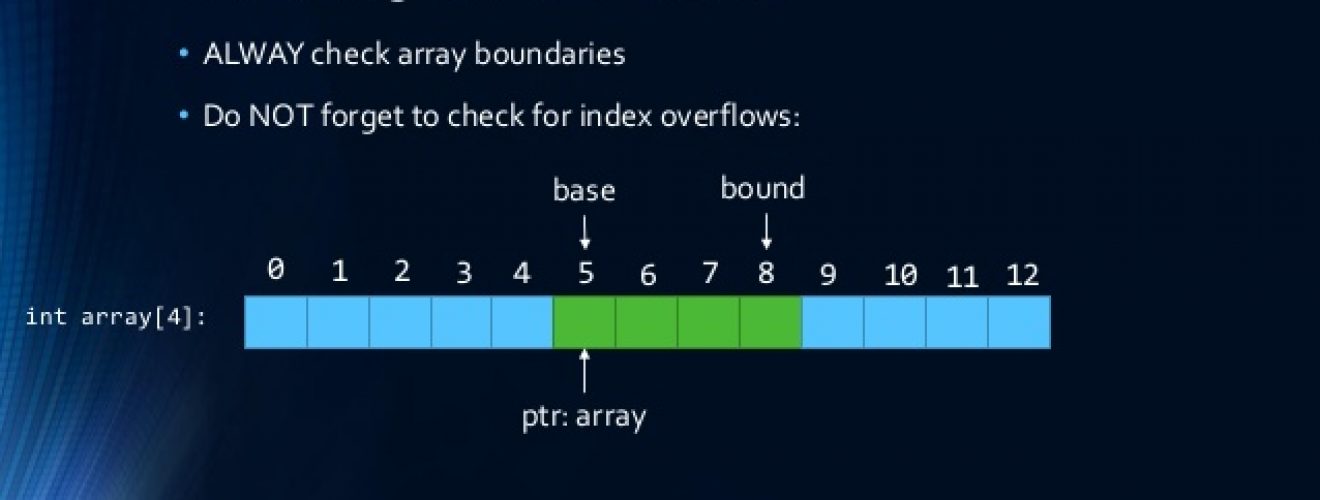 • ALWAY check array boundaries
• Do NOT forget to check for index overflows:
base bound
0 1 2 3 4 5 6 7 8 9 10 11 12
int array[4]:
ptr: array